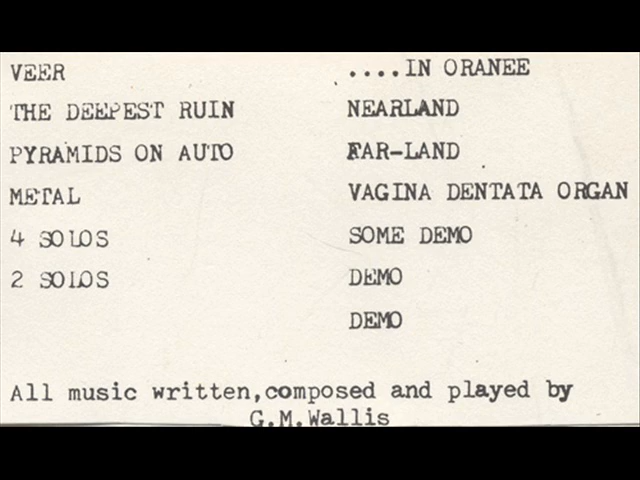 VEER
THE DEEPEST RUIN
PYRAMIDS ON AUTO
METAL
4 SOLOS
2 SOLOS
....IN ORANEE
NEARLAND
FAR-LAND
VAGINA DENTATA ORGAN
SOME DEMO
DEMO
DEMO
All music written,composed and played by
G.M.Wallis